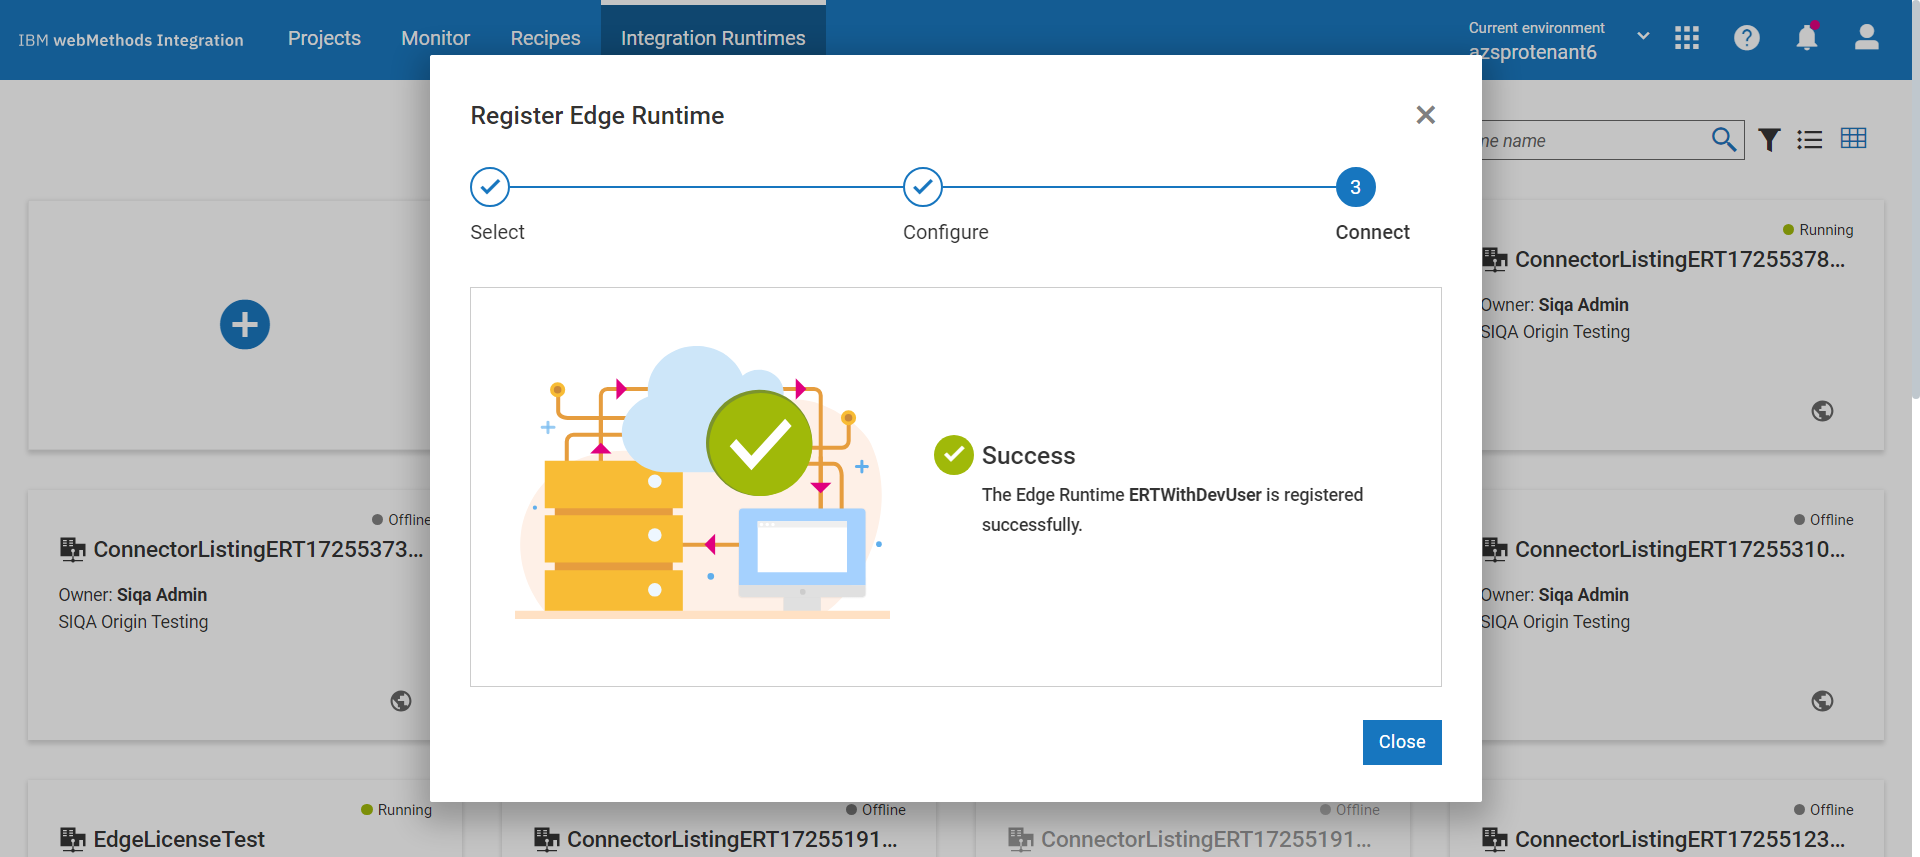 IBM webMethods Integration
Projects
Monitor
Recipes
Integration Runtimes
Current environment
azsprotenant6
Register Edge Runtime
3
Select
Configure
Connect
name
Success
The Edge Runtime ERTWithDevUser is registered
successfully.
Close
Running
ConnectorListingERT17255378...
Owner: Siqa Admin
SIQA Origin Testing
Offline
ConnectorListingERT17255373...
Owner: Siqa Admin
SIQA Origin Testing
Offline
ConnectorListingERT17255310...
Owner: Siqa Admin
SIQA Origin Testing
Running
EdgeLicenseTest
Offline
ConnectorListingERT17255191...
Offline
ConnectorListingERT17255191...
Offline
ConnectorListingERT17255123...